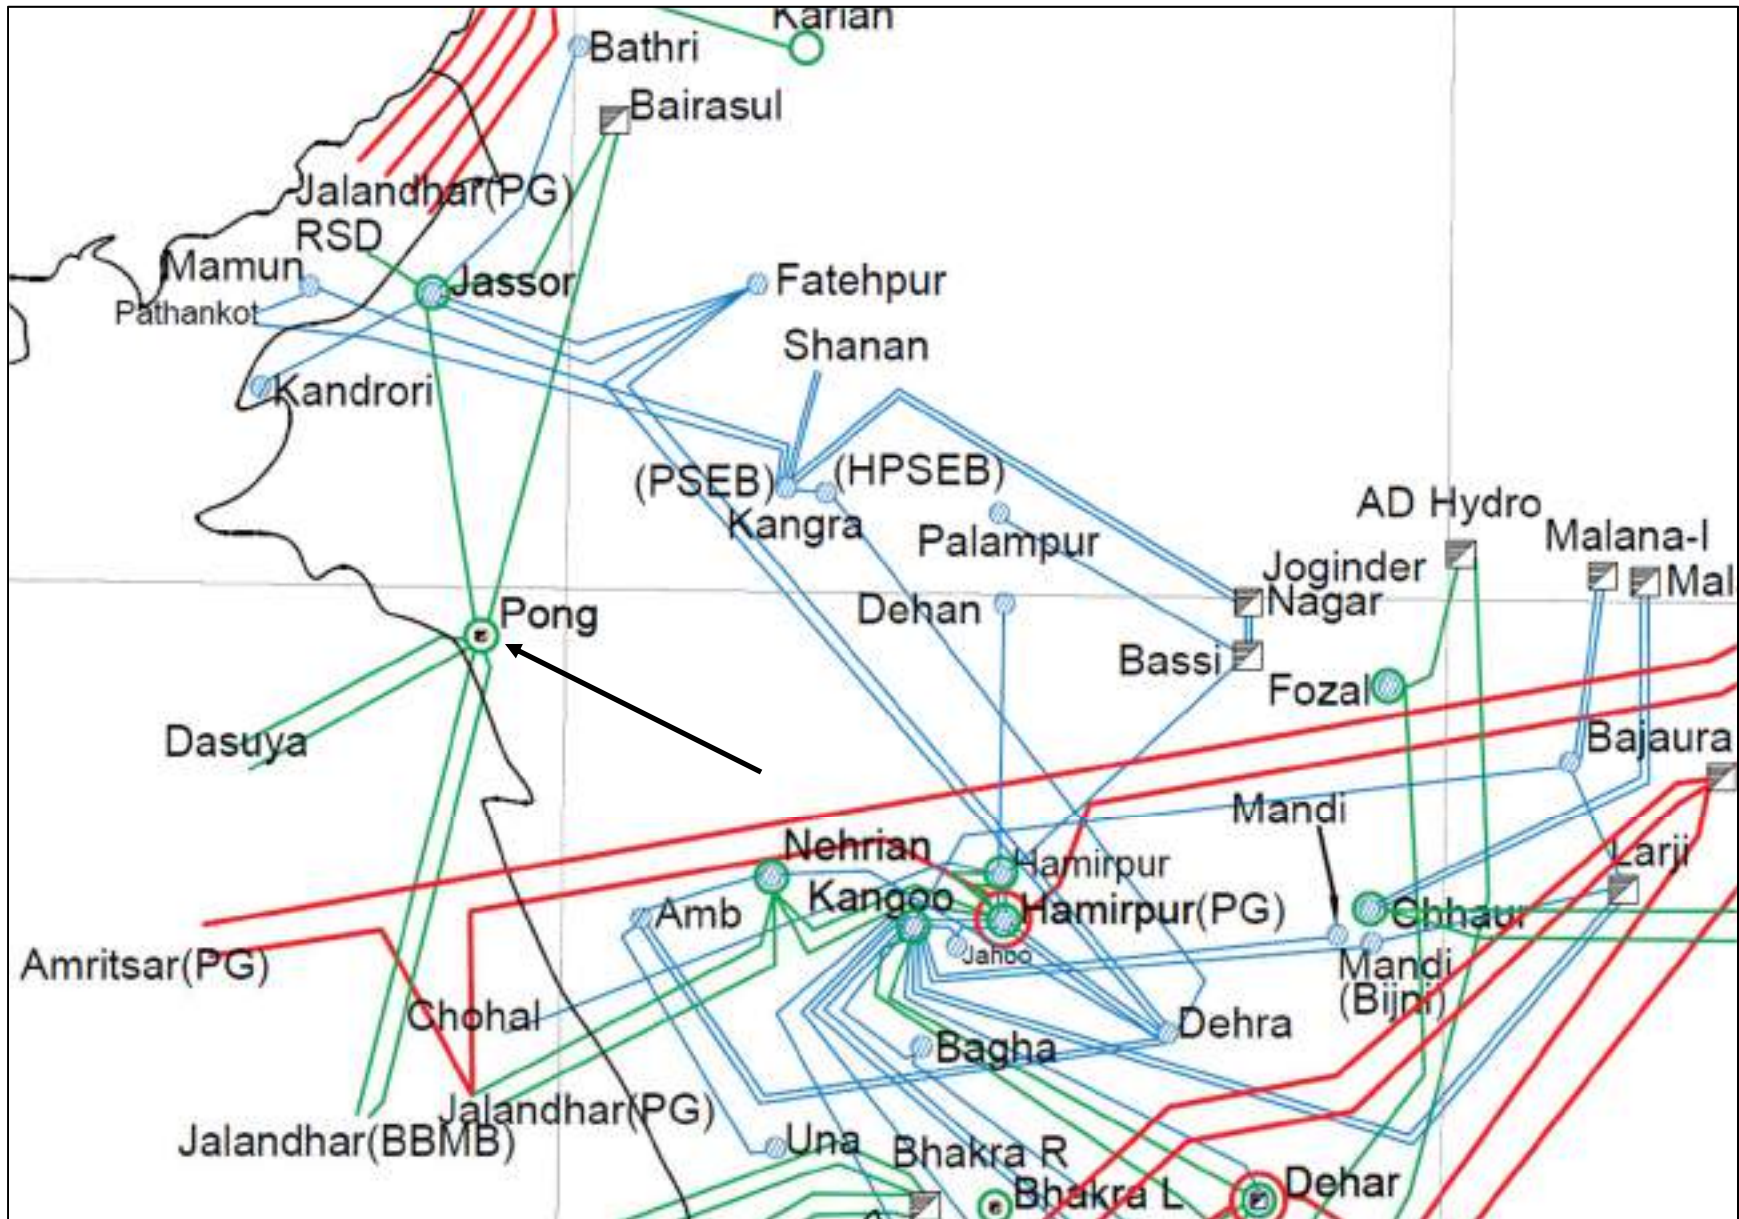 Karian
Bathri
Bairasul
Jalandhar(PG)
RSD
Mamun
Jassor
Fatehpur
Pathankot
Shanan
Kandrori
(PSEB)
(HPSEB)
Kangra
Palampur
AD Hydro
Malana-I
Joginder
Nagar
Mal
Dehan
Pong
Bassi
Fozal
Dasuya
Bajaura
Mandi
Nehrian
Hamirpur
Larji
Kangoo
Amb
Hamirpur(PG)
Chhaur
Jahoo
Amritsar(PG)
Mandi
(Bijni)
Chohal
Dehra
Bagha
Jalandhar(PG)
Jalandhar(BBMB)
Una
Bhakra R
Bhakra L
Dehar